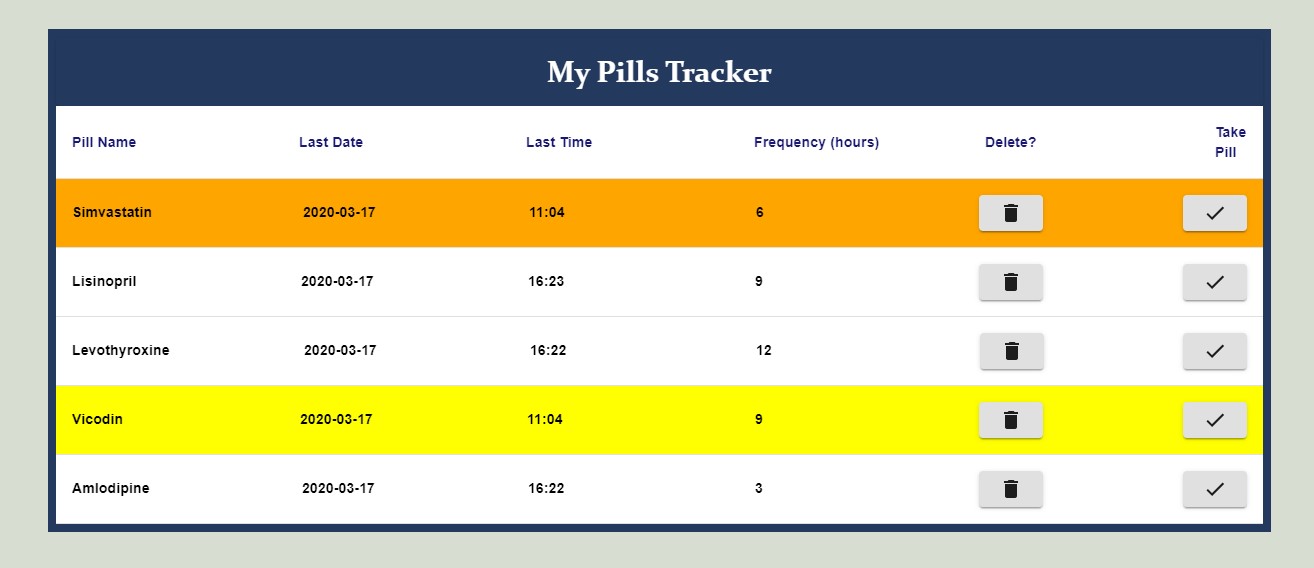 My Pills Tracker
Pill Name Last Date Last Time Frequency (hours) Delete? Take
Pill
Simvastatin 2020-03-17 11:04 6
Lisinopril 2020-03-17 16:23 9
Levothyroxine 2020-03-17 16:22 12
Vicodin 2020-03-17 11:04 9
Amlodipine 2020-03-17 16:22 3